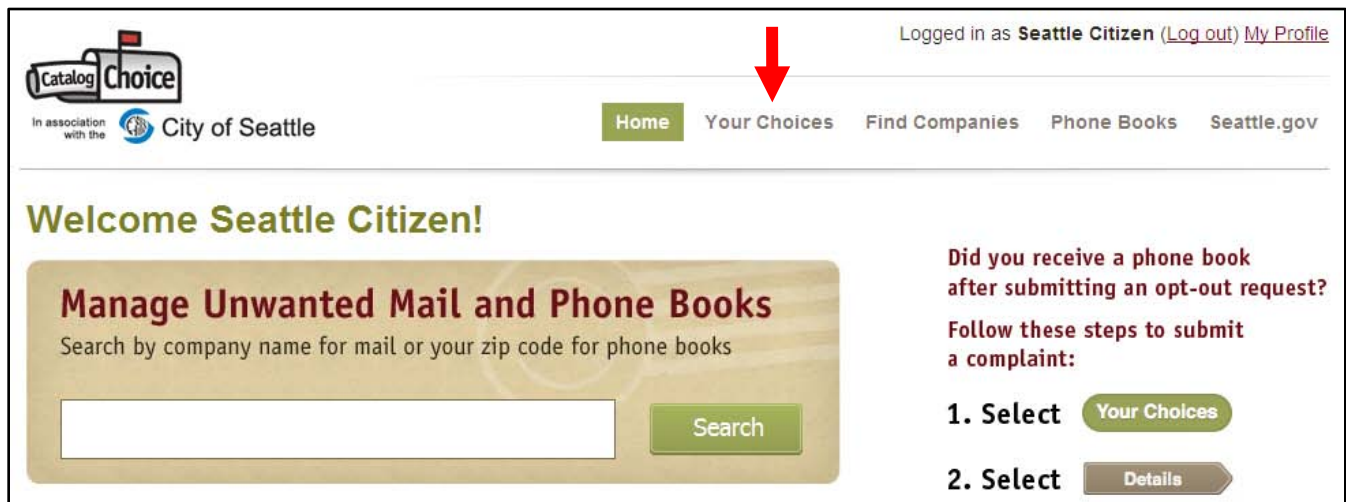 Logged in as Seattle Citizen (Log out) My Profile
Catalog Choice
In association
with the
City of Seattle
Home Your Choices Find Companies Phone Books Seattle.gov
Welcome Seattle Citizen!
Manage Unwanted Mail and Phone Books
Search by company name for mail or your zip code for phone books
Search
Did you receive a phone book
after submitting an opt-out request?
Follow these steps to submit
a complaint:
1. Select Your Choices
2. Select Details